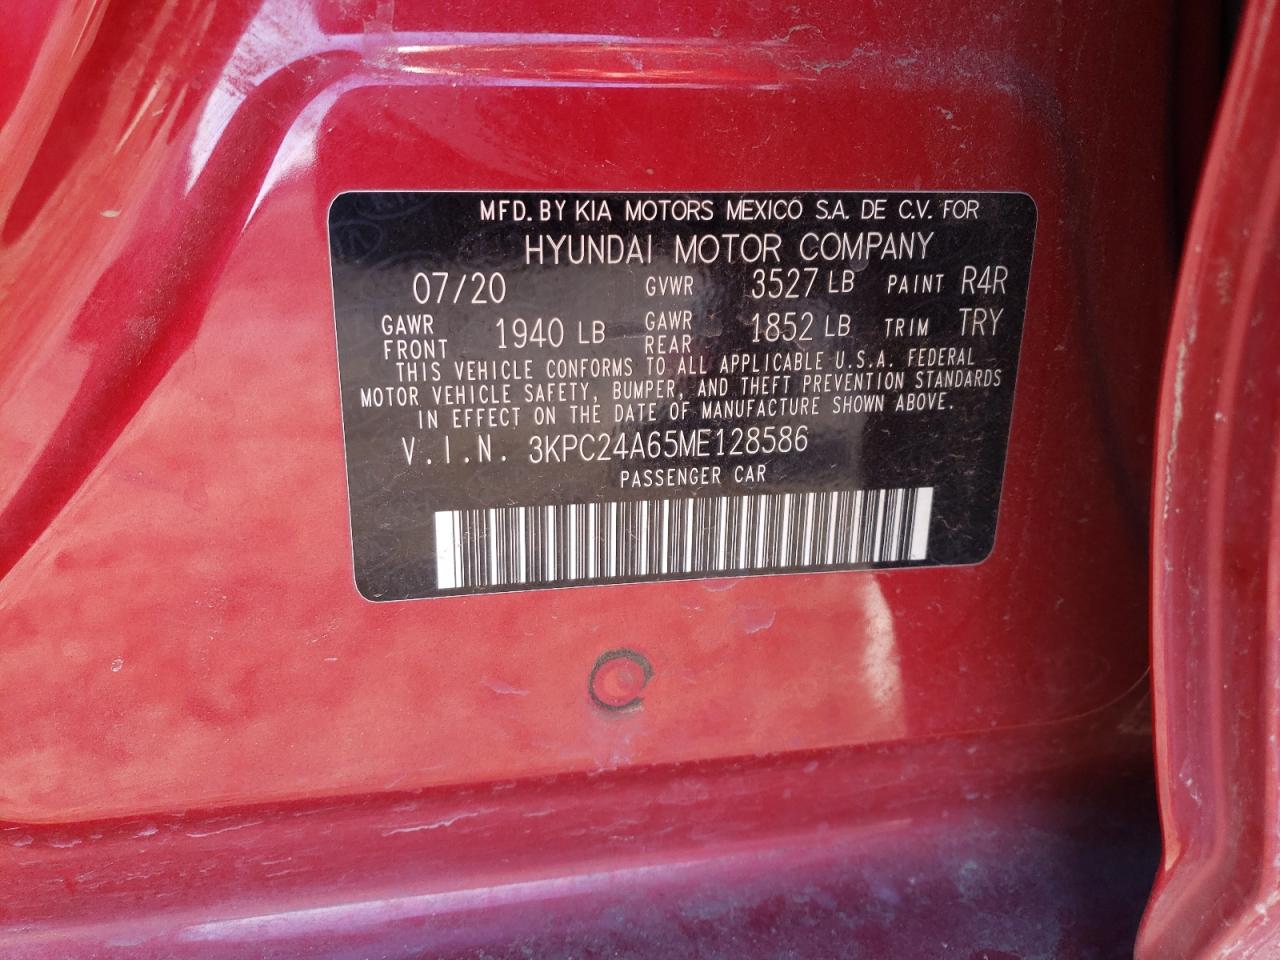 MFD. BY KIA MOTORS MEXICO S.A. DE C.V. FOR
HYUNDAI MOTOR COMPANY
07/20 GVWR 3527 LB PAINT R4R
GAWR FRONT 1940 LB GAWR REAR 1852 LB TRIM TRY
THIS VEHICLE CONFORMS TO ALL APPLICABLE U.S.A. FEDERAL
MOTOR VEHICLE SAFETY, BUMPER, AND THEFT PREVENTION STANDARDS
IN EFFECT ON THE DATE OF MANUFACTURE SHOWN ABOVE.
V.I.N. 3KPC24A65ME128586
PASSENGER CAR